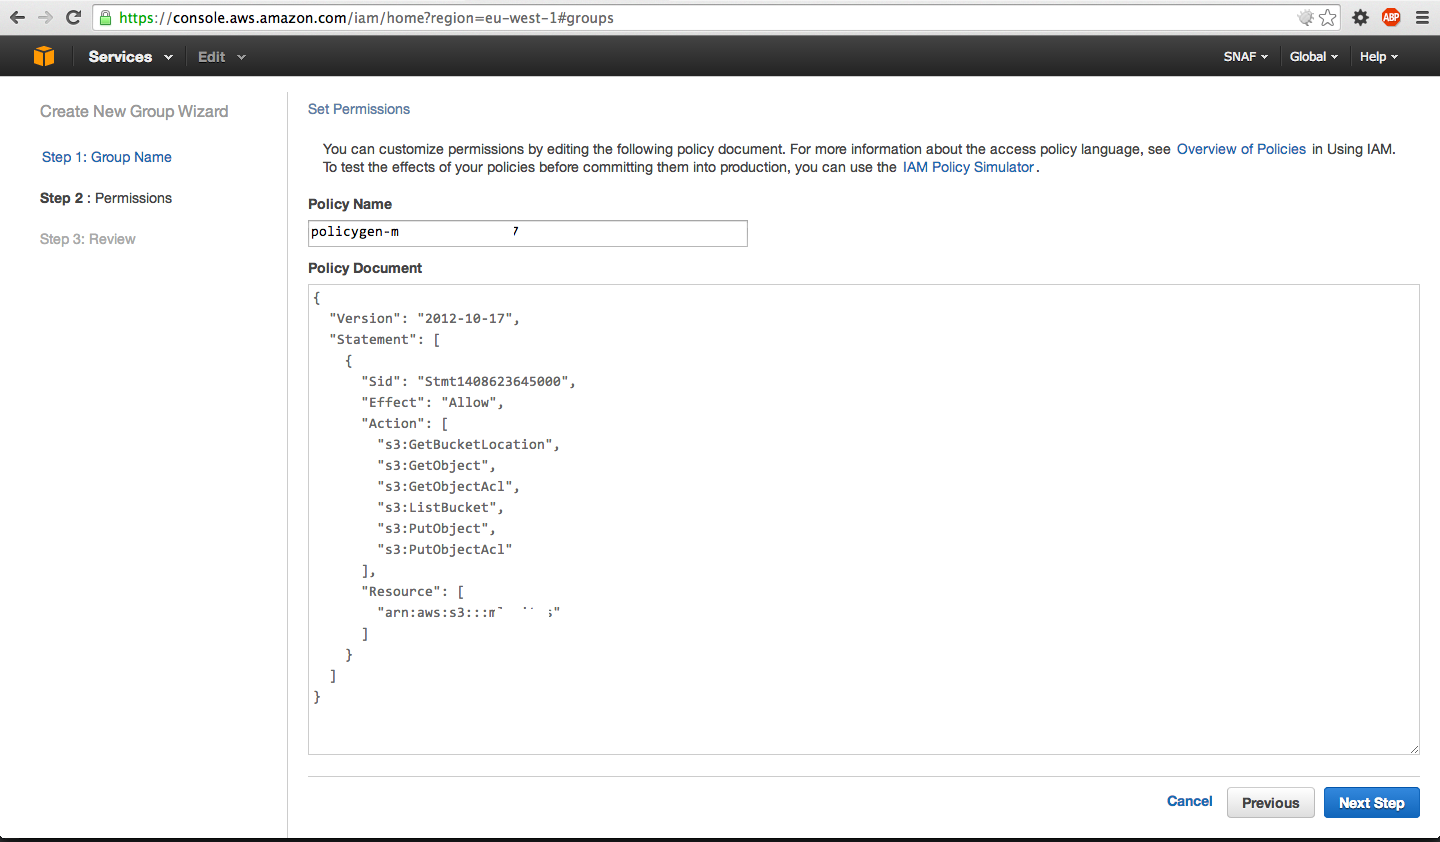 https://console.aws.amazon.com/iam/home?region=eu-west-1#groups
ABP
Services Edit SNAF Global Help
Create New Group Wizard
Step 1: Group Name
Step 2 : Permissions
Step 3: Review
Set Permissions
You can customize permissions by editing the following policy document. For more information about the access policy language, see Overview of Policies in Using IAM.
To test the effects of your policies before committing them into production, you can use the IAM Policy Simulator.
Policy Name
policygen-m 7
Policy Document
{
"Version": "2012-10-17",
"Statement": [
{
"Sid": "Stmt1408623645000",
"Effect": "Allow",
"Action": [
"s3:GetBucketLocation",
"s3:GetObject",
"s3:GetObjectAcl",
"s3:ListBucket",
"s3:PutObject",
"s3:PutObjectAcl"
],
"Resource": [
"arn:aws:s3:::
]
}
]
}
Cancel Previous Next Step